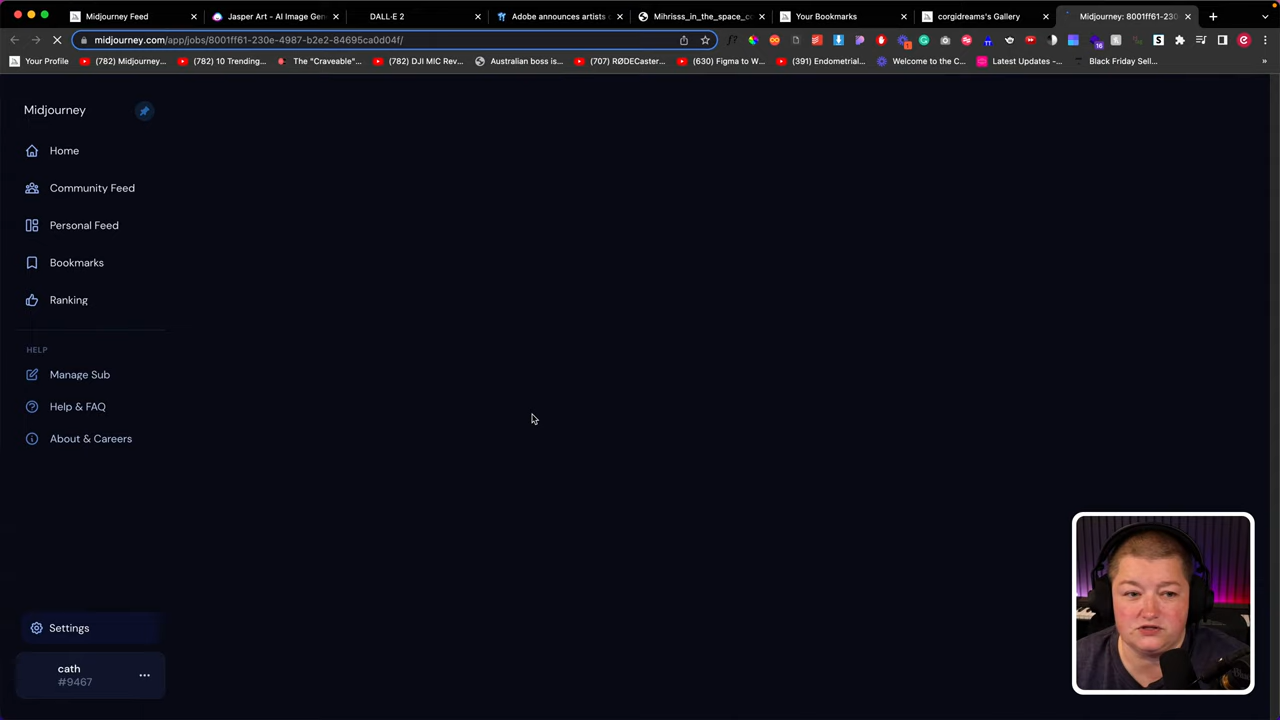 Midjourney Feed
Jasper Art - AI Image Gen
DALL·E 2
Adobe announces artists
Mihrisss_in_the_space_co
Your Bookmarks
corgidreams's Gallery
Midjourney: 8001ff61-230
midjourney.com/app/jobs/8001ff61-230e-4987-b2e2-84695ca0d04f/
Your Profile
(782) Midjourney...
(782) 10 Trending...
The "Craveable"...
(782) DJI MIC Rev...
Australian boss is...
(707) RØDECaster...
(630) Figma to W...
(391) Endometrial...
Welcome to the C...
Latest Updates -...
Black Friday Sell...
»
Midjourney
Home
Community Feed
Personal Feed
Bookmarks
Ranking
HELP
Manage Sub
Help & FAQ
About & Careers
Settings
cath
#9467